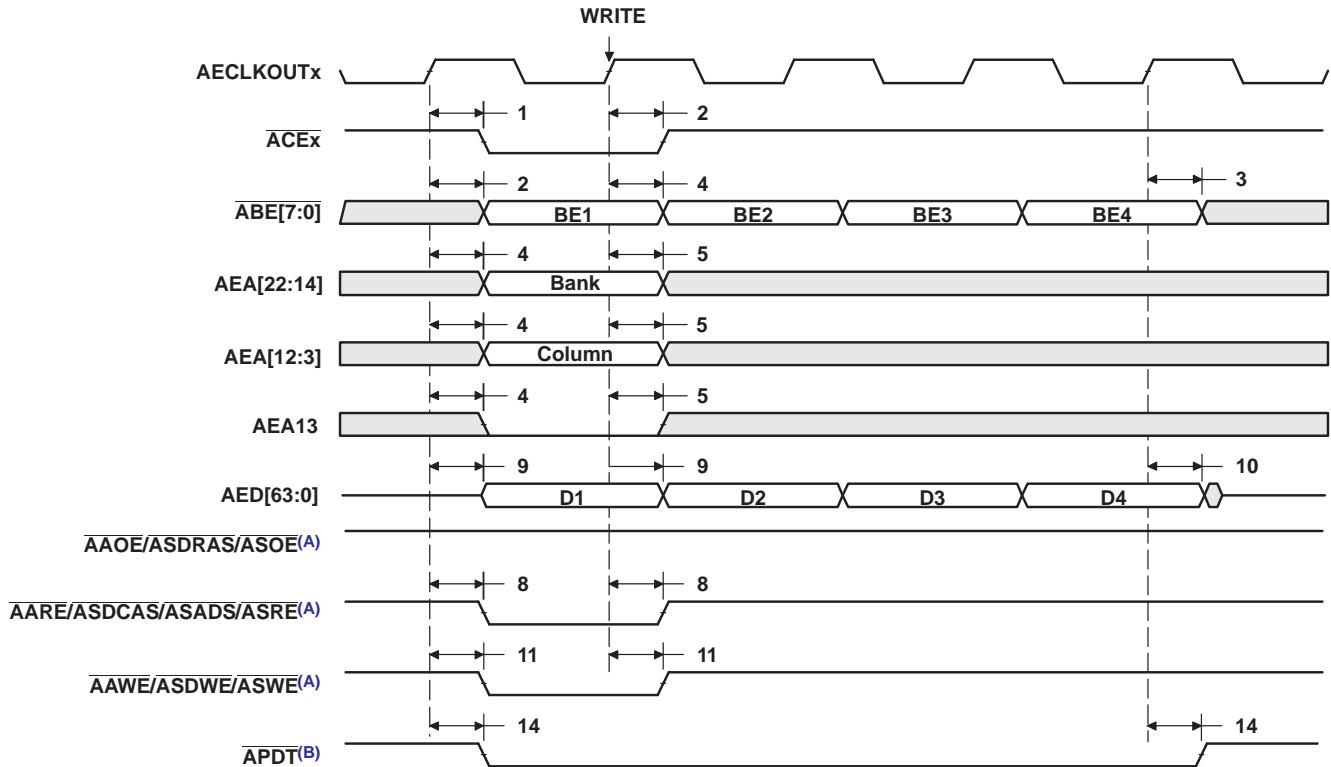 WRITE
AECLKOUTx
1 2
ACEx
2 4 3
ABE[7:0] BE1 BE2 BE3 BE4
4 5
AEA[22:14] Bank
4 5
AEA[12:3] Column
4 5
AEA13
9 9 10
AED[63:0] D1 D2 D3 D4
AAOE/ASDRAS/ASOE(A)
8 8
AARE/ASDCAS/ASADS/ASRE(A)
11 11
AAWE/ASDWE/ASWE(A)
14 14
APDT(B)